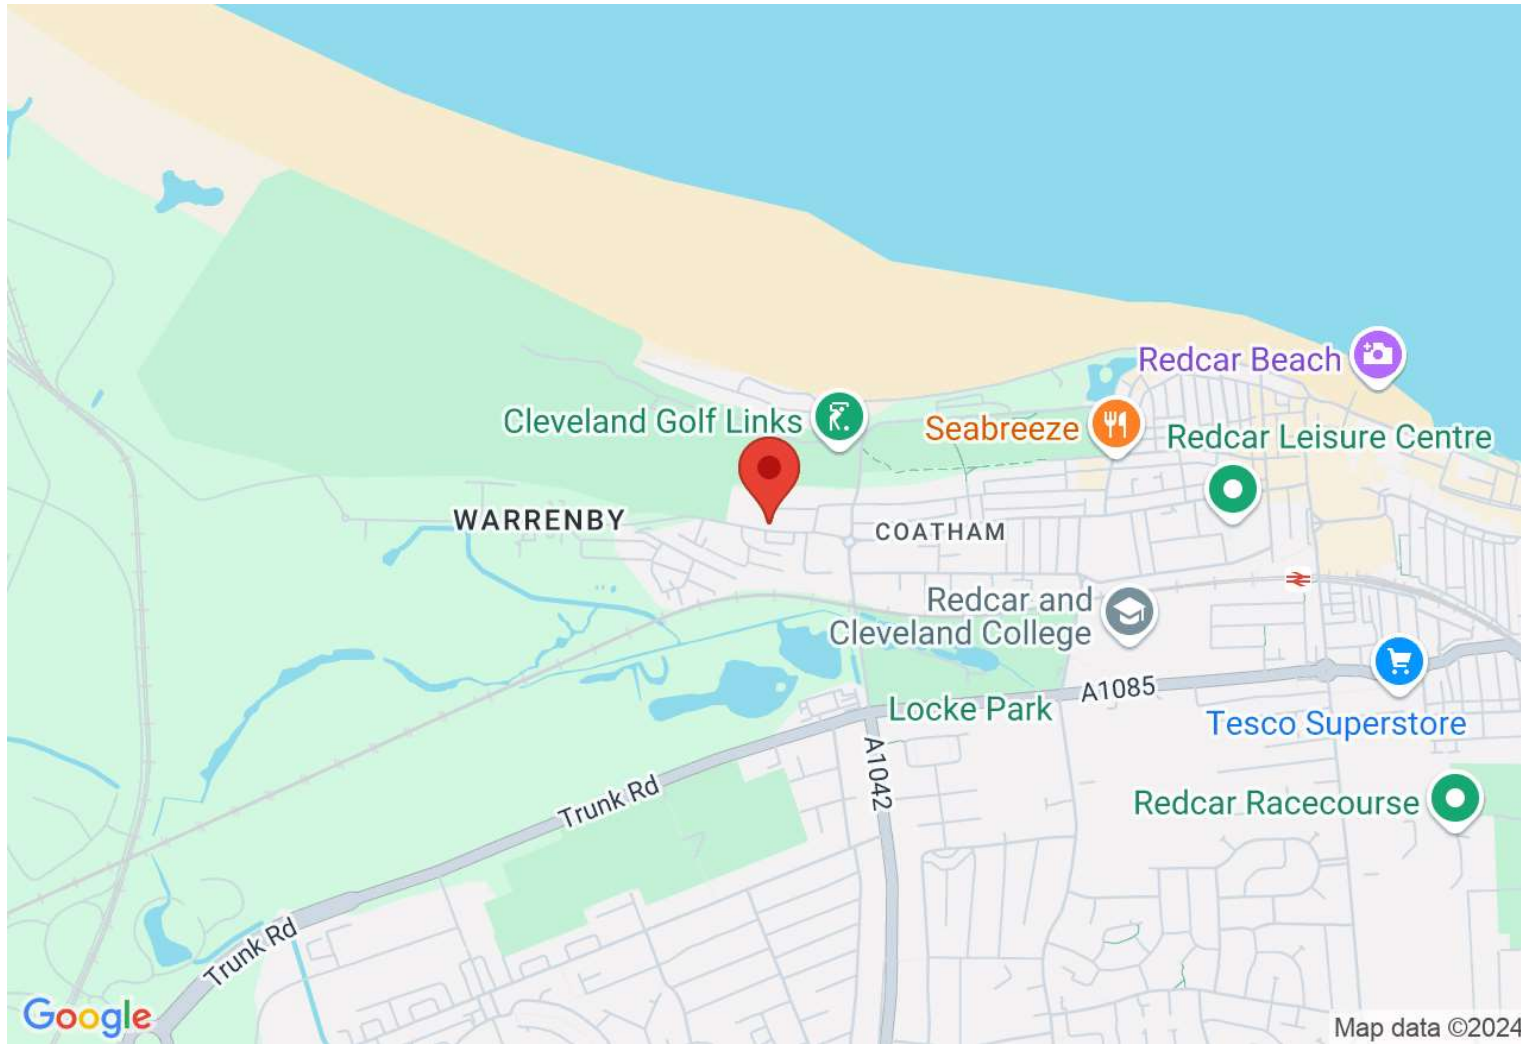 Redcar Beach
Cleveland Golf Links
Seabreeze
Redcar Leisure Centre
WARRENBY
COATHAM
Redcar and
Cleveland College
A1085
Locke Park
Tesco Superstore
A1042
Trunk Rd
Redcar Racecourse
Trunk Rd
Google
Map data ©2024